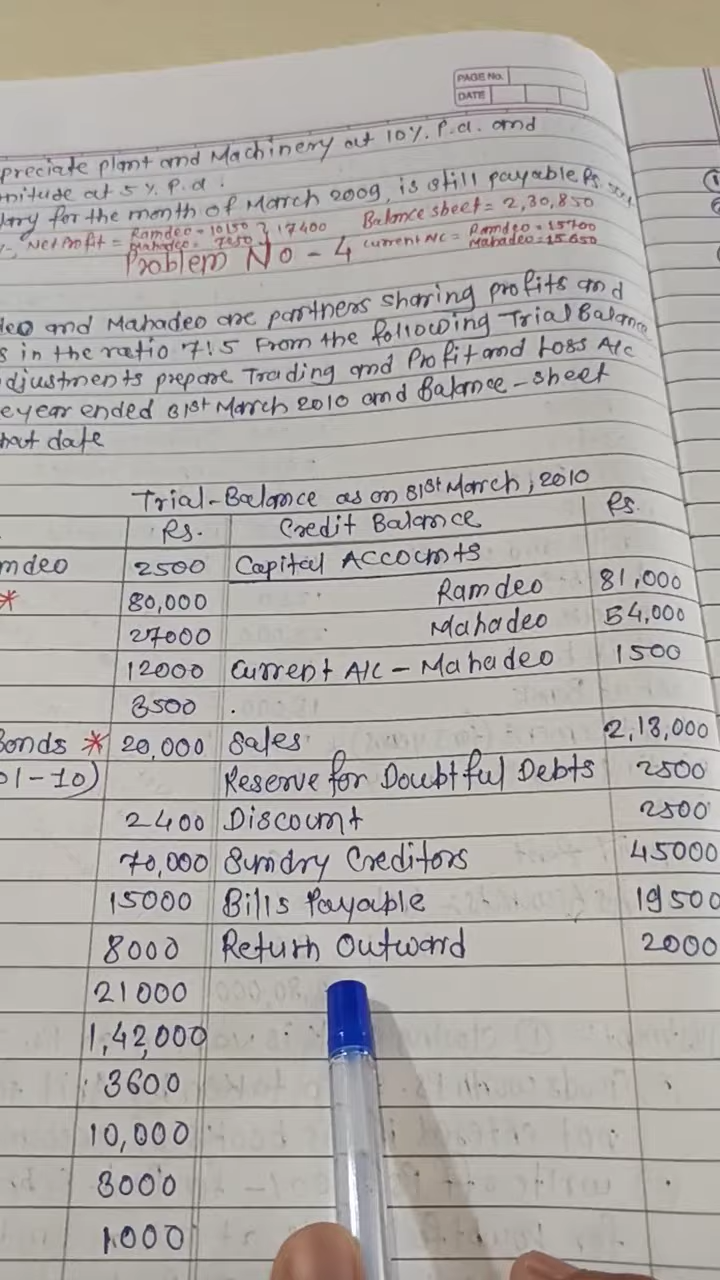 PAGE No.
DATE
preciate plant and Machinery at 10%. P.a. and
nitude at 5 %. P.a.
lary for the month of March 2009, is still payable Rs.
Net Profit = Ramdeo = 10150 } 17400 Balance sheet = 2,30,850
Mahadeo = 7250 Current A/C = Ramdeo = 15700
Mahadeo = 15650
Problem No - 4
deo and Mahadeo are partners sharing profits and
s in the ratio 7:5 From the following Trial Balance
djustments prepare Trading and Profit and Loss A/c
e year ended 31st March 2010 and Balance-sheet
hat date
Trial-Balance as on 31st March, 2010
Rs. Credit Balance Rs.
mdeo 2500 Capital Accounts
* 80,000 Ramdeo 81,000
27000 Mahadeo 54,000
12000 Current A/c - Mahadeo 1500
3500
Bonds * 20,000 Sales 2,13,000
01-10) Reserve for Doubtful Debts 2500
2400 Discount 2500
70,000 Sundry Creditors 45000
15000 Bills Payable 19500
8000 Return Outward 2000
21000
1,42,000
3600
10,000
3000
1000